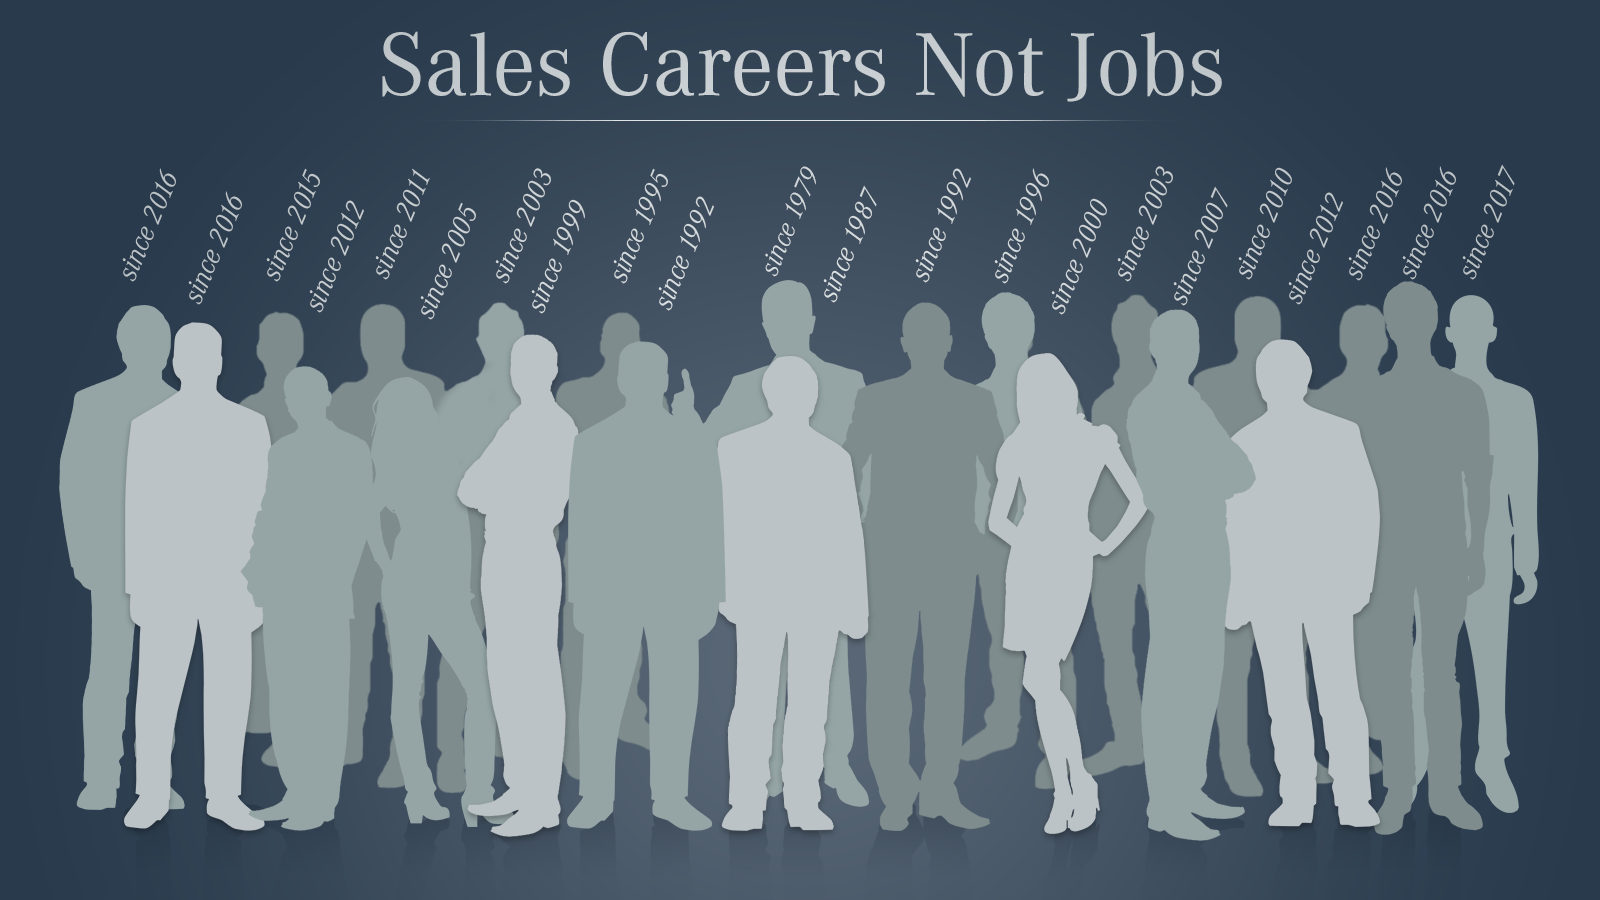 Sales Careers Not Jobs
since 2016
since 2016
since 2015
since 2012
since 2011
since 2005
since 2003
since 1999
since 1995
since 1992
since 1979
since 1987
since 1992
since 1996
since 2000
since 2003
since 2007
since 2010
since 2012
since 2016
since 2016
since 2017